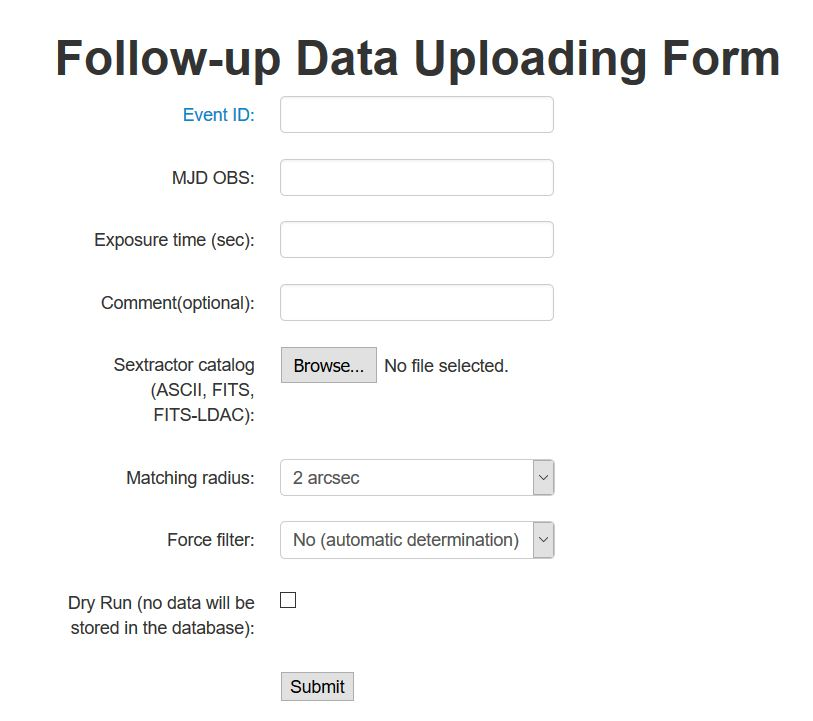 Follow-up Data Uploading Form
Event ID:
MJD OBS:
Exposure time (sec):
Comment(optional):
Sextractor catalog
(ASCII, FITS,
FITS-LDAC):
Browse... No file selected.
Matching radius: 2 arcsec
Force filter: No (automatic determination)
Dry Run (no data will be
stored in the database):
Submit